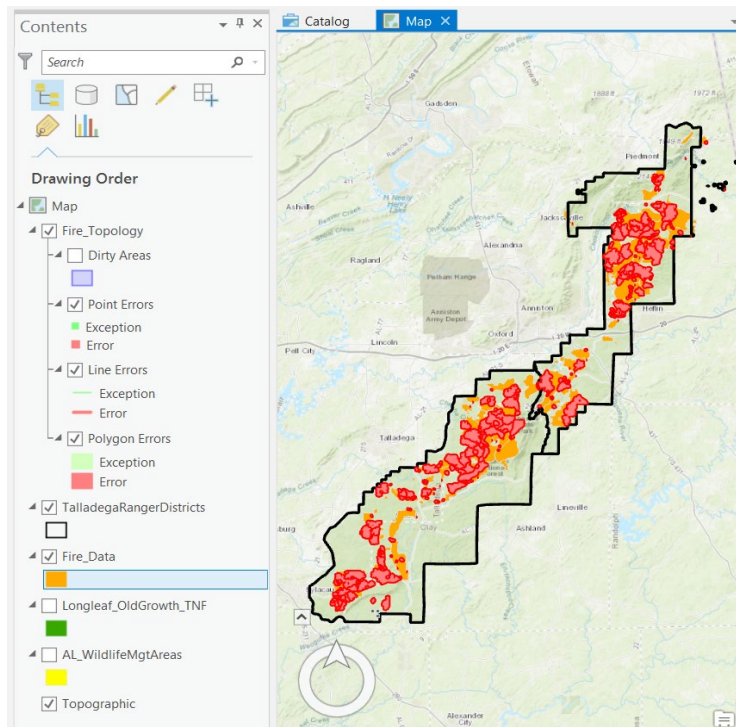 Contents
Search
Drawing Order
Map
Fire_Topology
Dirty Areas
Point Errors
Exception
Error
Line Errors
Exception
Error
Polygon Errors
Exception
Error
TalladegaRangerDistricts
Fire_Data
Longleaf_OldGrowth_TNF
AL_WildlifeMgtAreas
Topographic
Catalog
Map
Gadsden
Piedmont
Ashville
Ragland
Alexandria
Pelham Range
Anniston Army Depot
Anniston
Oxford
Heflin
Lincoln
Pell City
Talladega
Lineville
Ashland
Clay
Randolph
Alexander City